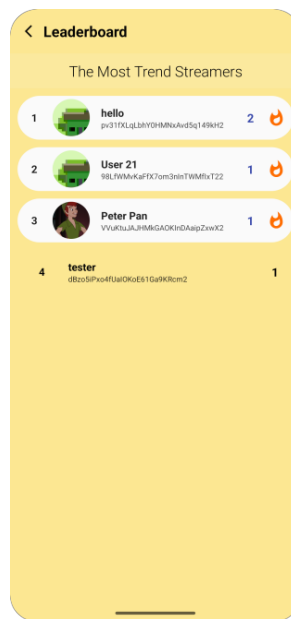 Leaderboard
The Most Trend Streamers
1
hello
pv31fXLqLbhY0HMNxAvd5q149kH2
2
2
User 21
98LfWMvKaFfX7om3nInTWMfIxT22
1
3
Peter Pan
VVuKtuJAJHMkGAOKInDAaipZxwX2
1
4
tester
dBzo5iPxo4fUaIOKoE61Ga9KRcm2
1